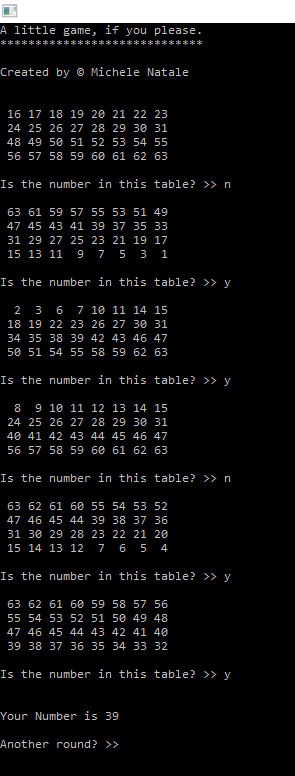 A little game, if you please.
*****************************
Created by © Michele Natale
16 17 18 19 20 21 22 23
24 25 26 27 28 29 30 31
48 49 50 51 52 53 54 55
56 57 58 59 60 61 62 63
Is the number in this table? >> n
63 61 59 57 55 53 51 49
47 45 43 41 39 37 35 33
31 29 27 25 23 21 19 17
15 13 11  9  7  5  3  1
Is the number in this table? >> y
2  3  6  7 10 11 14 15
18 19 22 23 26 27 30 31
34 35 38 39 42 43 46 47
50 51 54 55 58 59 62 63
Is the number in this table? >> y
8  9 10 11 12 13 14 15
24 25 26 27 28 29 30 31
40 41 42 43 44 45 46 47
56 57 58 59 60 61 62 63
Is the number in this table? >> n
63 62 61 60 55 54 53 52
47 46 45 44 39 38 37 36
31 30 29 28 23 22 21 20
15 14 13 12  7  6  5  4
Is the number in this table? >> y
63 62 61 60 59 58 57 56
55 54 53 52 51 50 49 48
47 46 45 44 43 42 41 40
39 38 37 36 35 34 33 32
Is the number in this table? >> y
Your Number is 39
Another round? >>